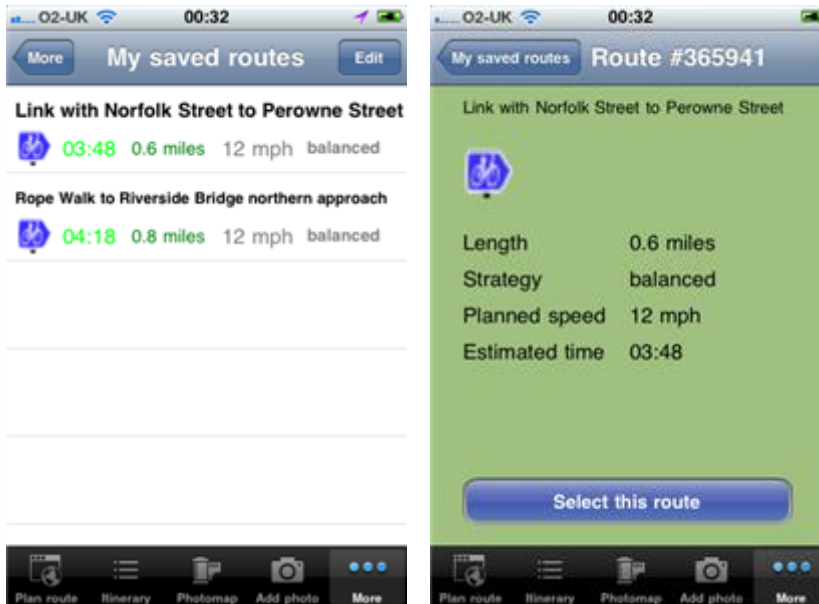 O2-UK 00:32
More My saved routes Edit
Link with Norfolk Street to Perowne Street
03:48 0.6 miles 12 mph balanced
Rope Walk to Riverside Bridge northern approach
04:18 0.8 miles 12 mph balanced
Plan route Itinerary Photomap Add photo More
O2-UK 00:32
My saved routes Route #365941
Link with Norfolk Street to Perowne Street
Length 0.6 miles
Strategy balanced
Planned speed 12 mph
Estimated time 03:48
Select this route
Plan route Itinerary Photomap Add photo More